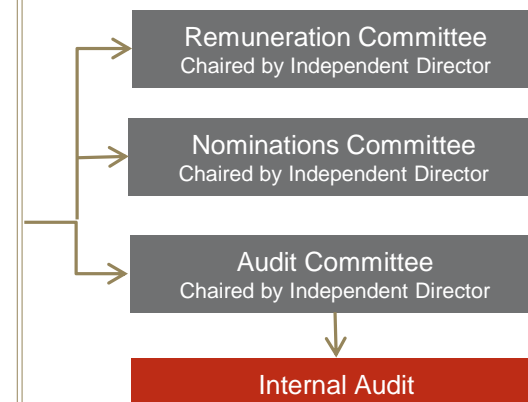 Remuneration Committee
Chaired by Independent Director
Nominations Committee
Chaired by Independent Director
Audit Committee
Chaired by Independent Director
Internal Audit